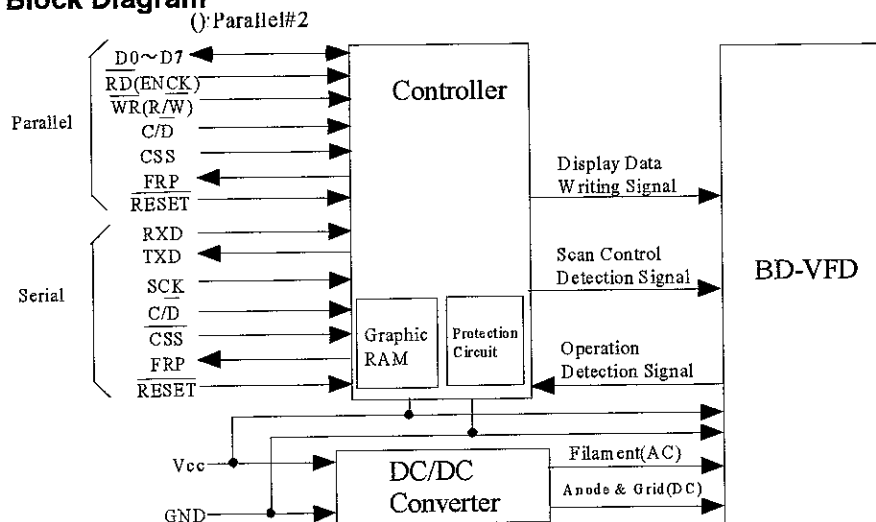 Block Diagram
():Parallel#2
Parallel
D0～D7
RD(ENCK)
WR(R/W)
C/D
CSS
FRP
RESET
Serial
RXD
TXD
SCK
C/D
CSS
FRP
RESET
Vcc
GND
Controller
Graphic
RAM
Protection
Circuit
DC/DC
Converter
Display Data
Writing Signal
Scan Control
Detection Signal
Operation
Detection Signal
Filament(AC)
Anode & Grid(DC)
BD-VFD